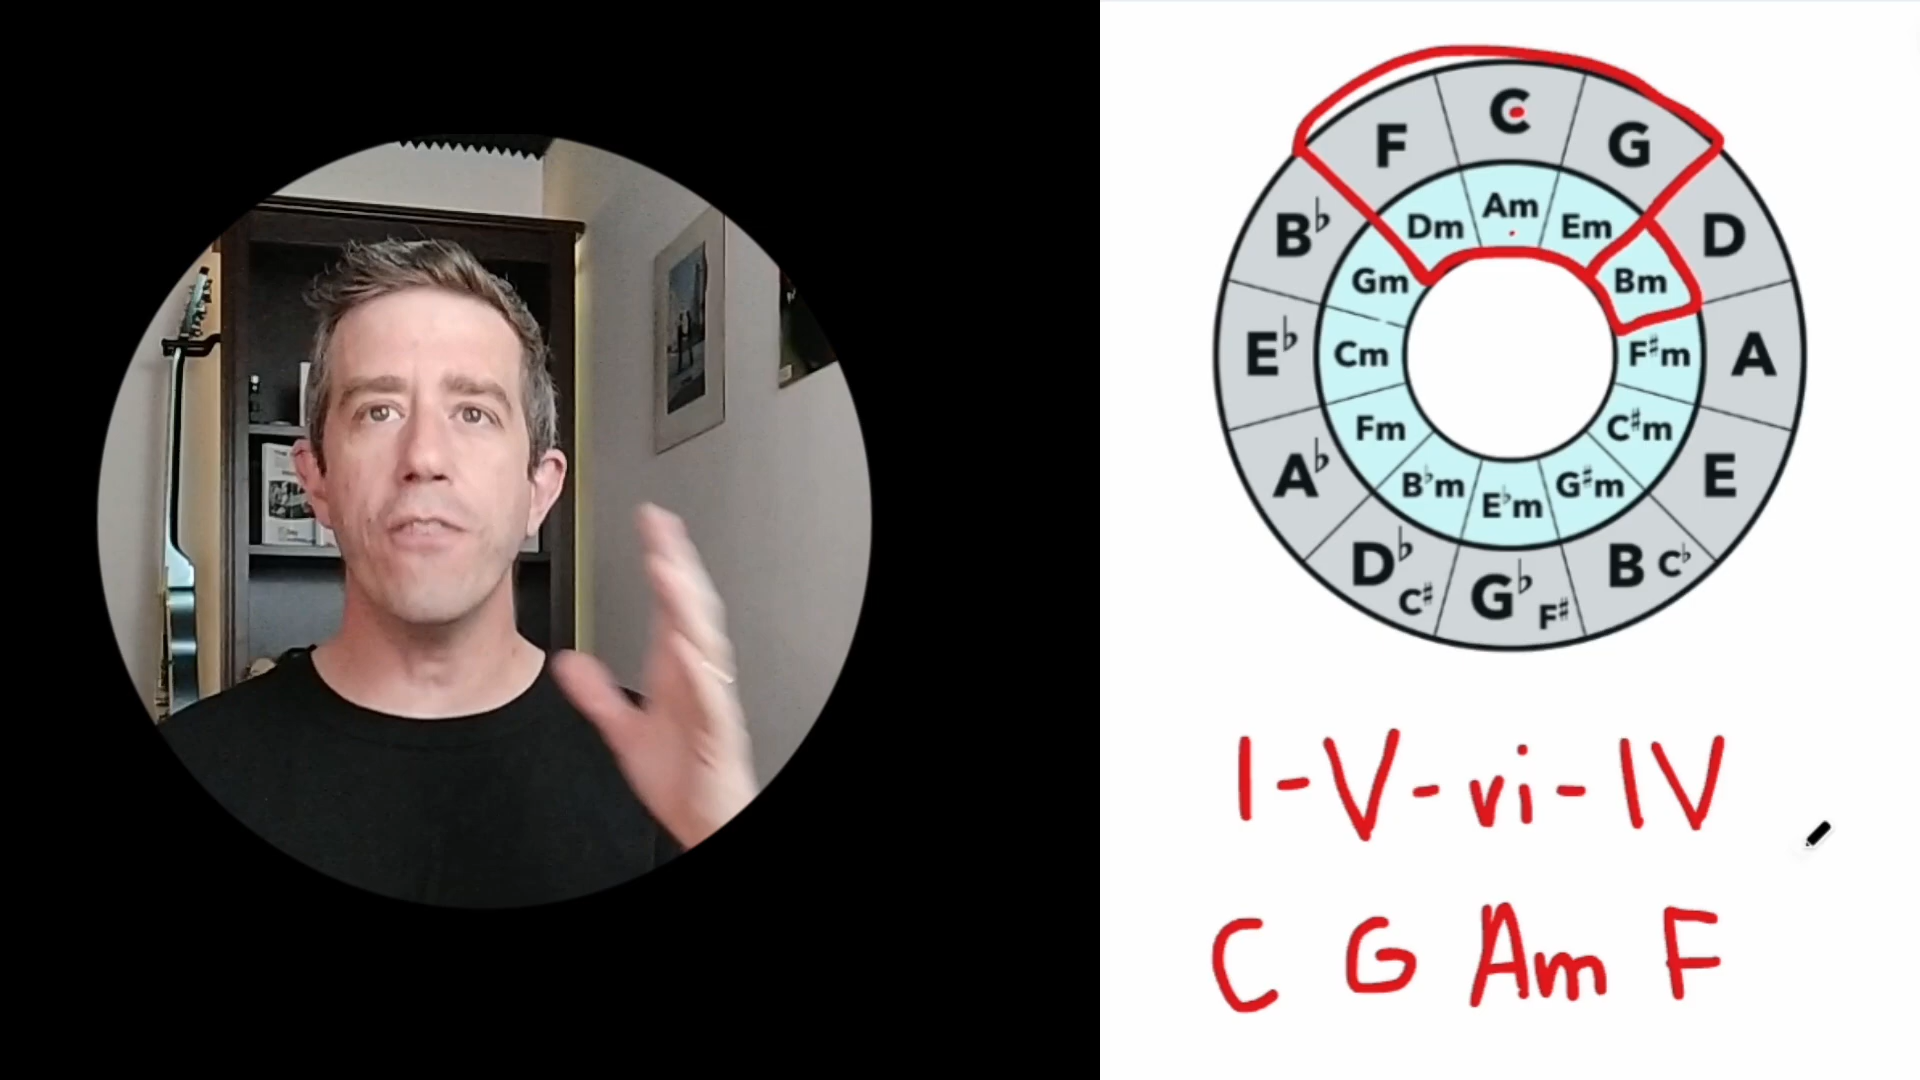 C
F G
Am
Dm Em
B♭ D
Gm Bm
E♭ Cm F♯m A
Fm C♯m
A♭ E
B♭m G♯m
E♭m
D♭ C♯ B C♭
G♭ F♯
I-V-vi-IV
C G Am F